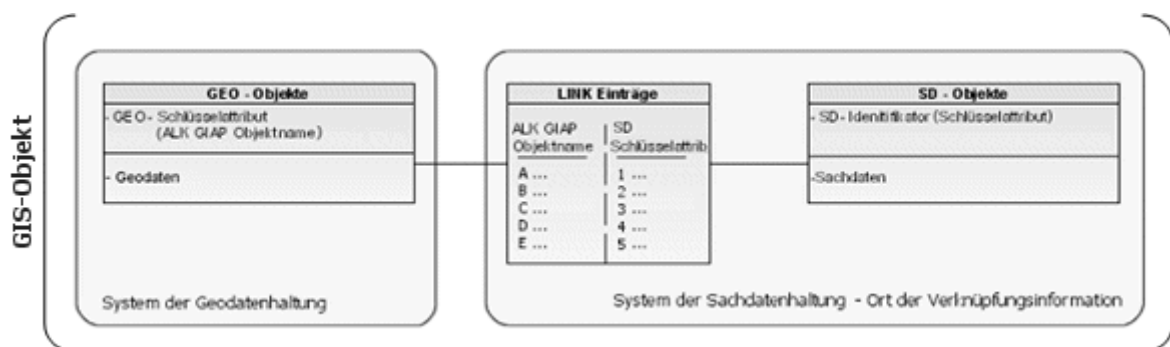 GIS-Objekt
GEO - Objekte
- GEO - Schlüsselattribut
(ALK GIAP Objektname)
- Geodaten
System der Geodatenhaltung
LINK Einträge
ALK GIAP SD
Objektname Schlüsselattrib
A ... 1 ...
B ... 2 ...
C ... 3 ...
D ... 4 ...
E ... 5 ...
SD - Objekte
- SD - Idenitifikator (Schlüsselattribut)
-Sachdaten
System der Sachdatenhaltung - Ort der Verknüpfungsinformation